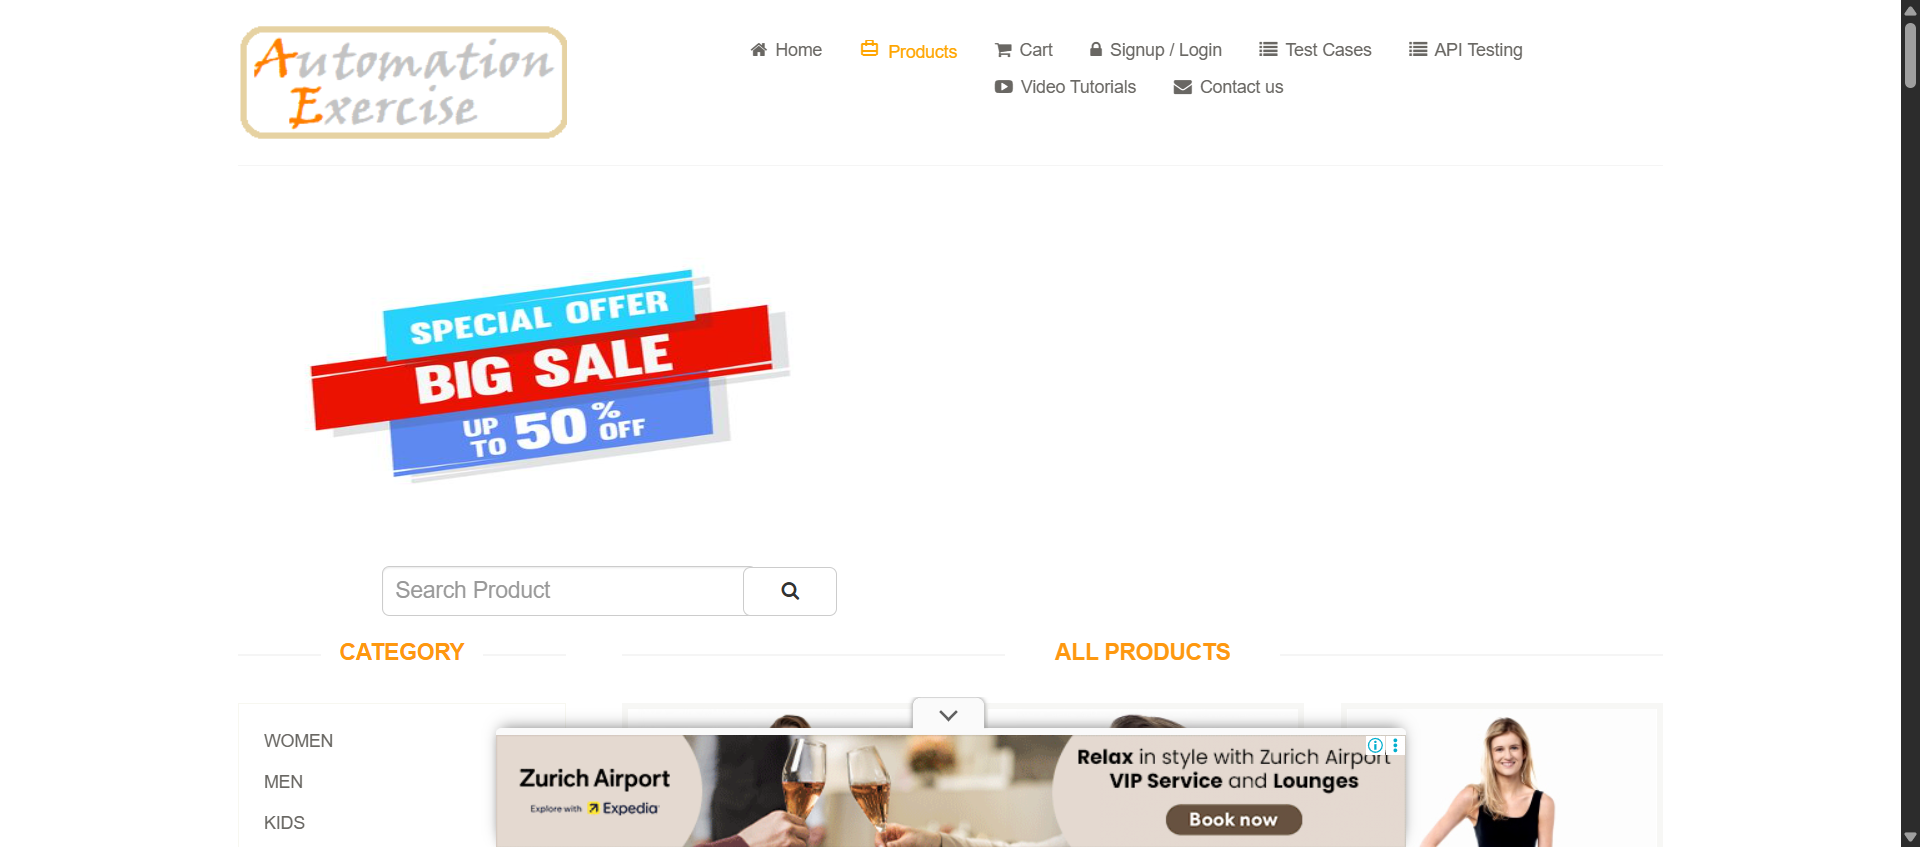 Automation
Exercise
Home
Products
Cart
Signup / Login
Test Cases
API Testing
Video Tutorials
Contact us
SPECIAL OFFER
BIG SALE
UP TO 50% OFF
Search Product
CATEGORY
ALL PRODUCTS
WOMEN
MEN
KIDS
Zurich Airport
Explore with Expedia
Relax in style with Zurich Airport
VIP Service and Lounges
Book now